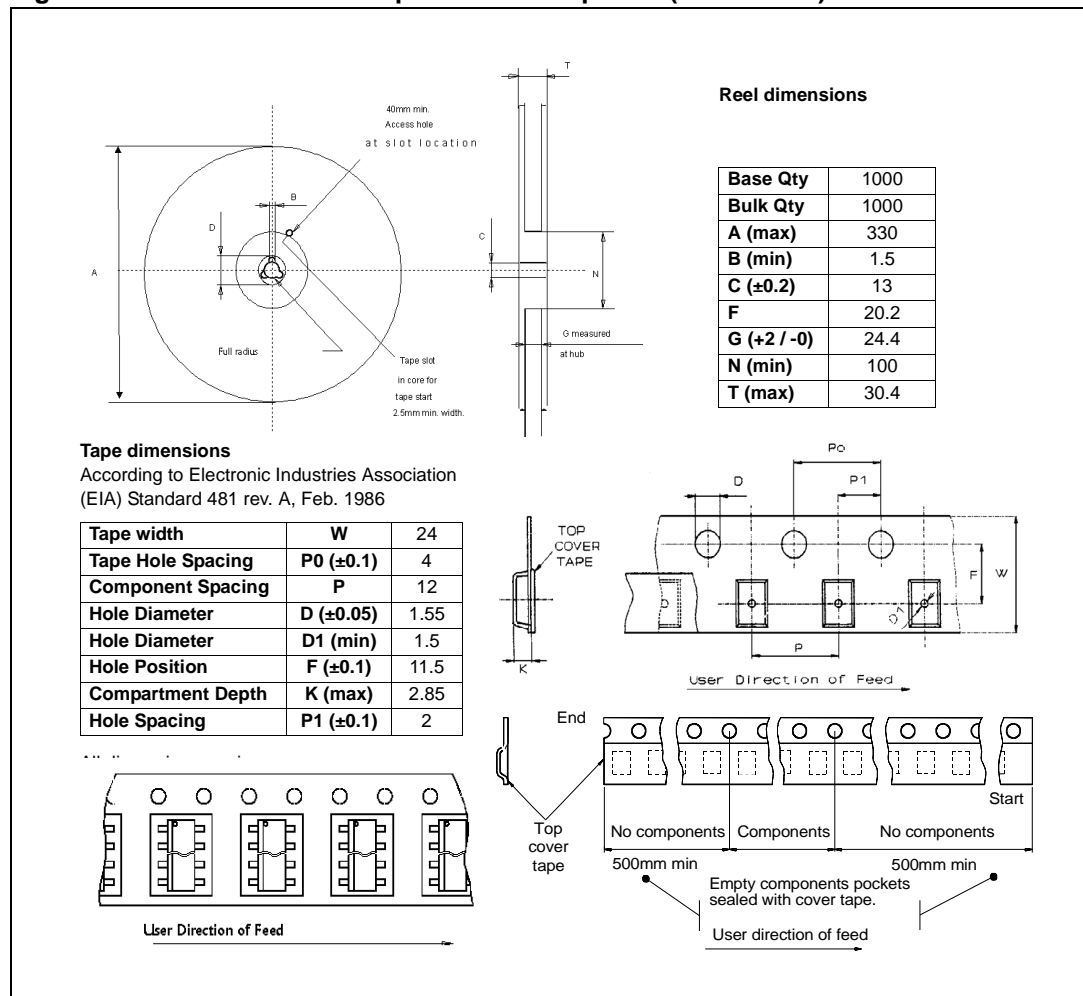 T
40mm min.
Access hole
at slot location
B
D
C
A
N
Full radius
Tape slot
in core for
tape start
2.5mm min. width.
G measured
at hub
Reel dimensions
Base Qty 1000
Bulk Qty 1000
A (max) 330
B (min) 1.5
C (±0.2) 13
F 20.2
G (+2 / -0) 24.4
N (min) 100
T (max) 30.4
Tape dimensions
According to Electronic Industries Association
(EIA) Standard 481 rev. A, Feb. 1986
Tape width W 24
Tape Hole Spacing P0 (±0.1) 4
Component Spacing P 12
Hole Diameter D (±0.05) 1.55
Hole Diameter D1 (min) 1.5
Hole Position F (±0.1) 11.5
Compartment Depth K (max) 2.85
Hole Spacing P1 (±0.1) 2
TOP
COVER
TAPE
K
Po
D
P1
F
W
D1
P
User Direction of Feed
End
Start
Top
cover
tape
No components
Components
No components
500mm min
500mm min
Empty components pockets
sealed with cover tape.
User direction of feed
User Direction of Feed